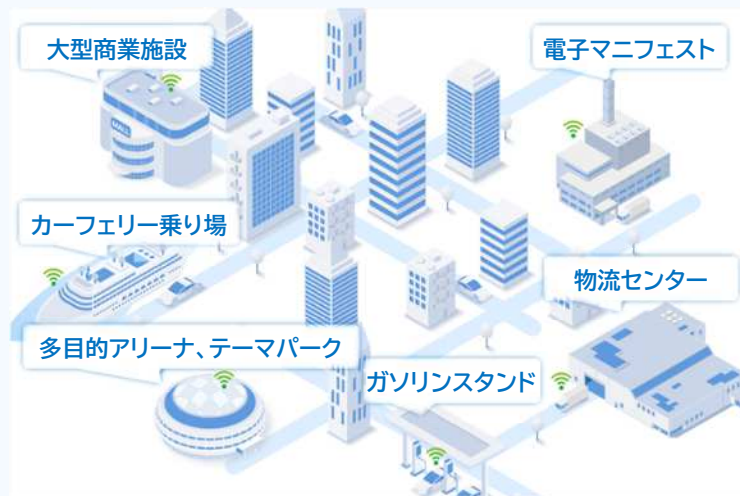 大型商業施設
電子マニフェスト
MALL
カーフェリー乗り場
物流センター
多目的アリーナ、テーマパーク
ガソリンスタンド